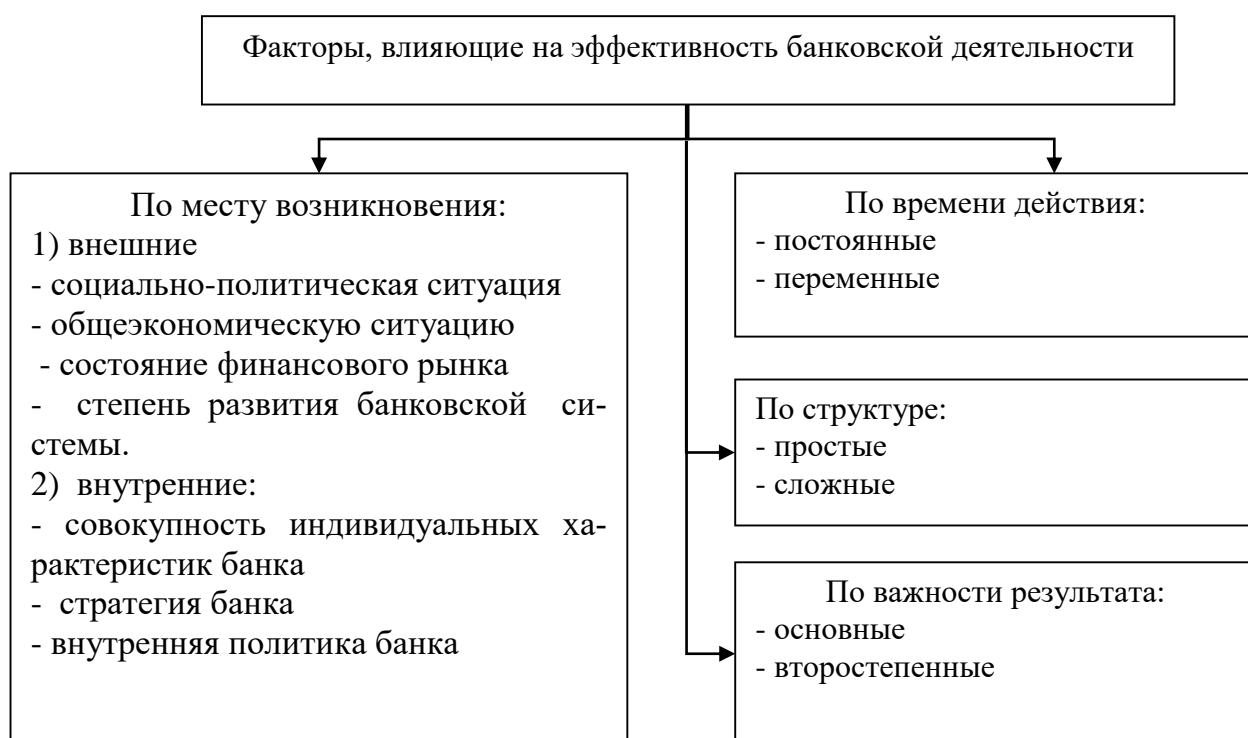 Факторы, влияющие на эффективность банковской деятельности
По месту возникновения:
1) внешние
- социально-политическая ситуация
- общеэкономическую ситуацию
- состояние финансового рынка
- степень развития банковской си-
стемы.
2) внутренние:
- совокупность индивидуальных ха-
рактеристик банка
- стратегия банка
- внутренняя политика банка
По времени действия:
- постоянные
- переменные
По структуре:
- простые
- сложные
По важности результата:
- основные
- второстепенные